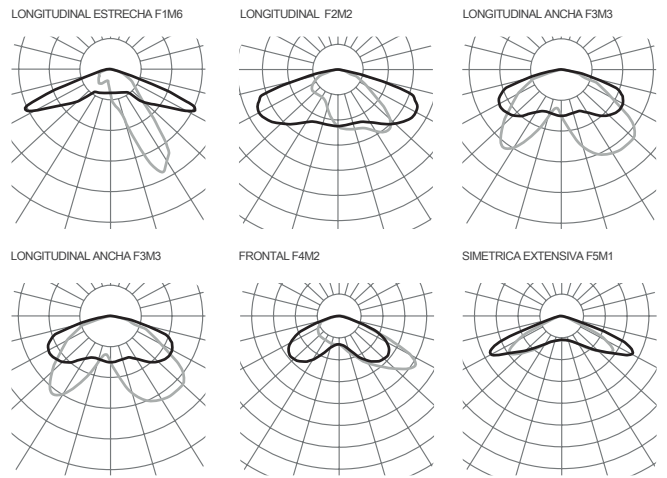 LONGITUDINAL ESTRECHA F1M6
LONGITUDINAL F2M2
LONGITUDINAL ANCHA F3M3
LONGITUDINAL ANCHA F3M3
FRONTAL F4M2
SIMETRICA EXTENSIVA F5M1